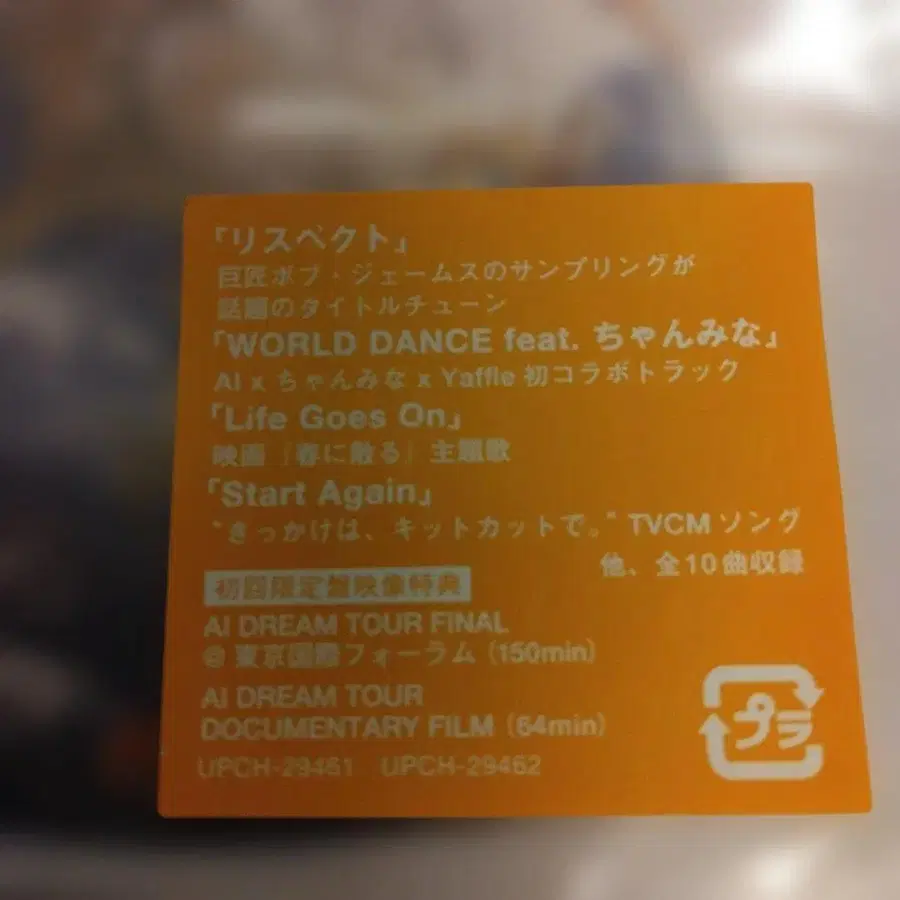 「リスペクト」
巨匠ボブ・ジェームスのサンプリングが
話題のタイトルチューン
「WORLD DANCE feat. ちゃんみな」
AI x ちゃんみな x Yaffle 初コラボトラック
「Life Goes On」
映画『春に散る』主題歌
「Start Again」
"きっかけは、キットカットで。" TVCM ソング
他、全10曲収録
初回限定盤映像特典
AI DREAM TOUR FINAL
@ 東京国際フォーラム (150min)
AI DREAM TOUR
DOCUMENTARY FILM (64min)
UPCH-29461 UPCH-29462
プラ